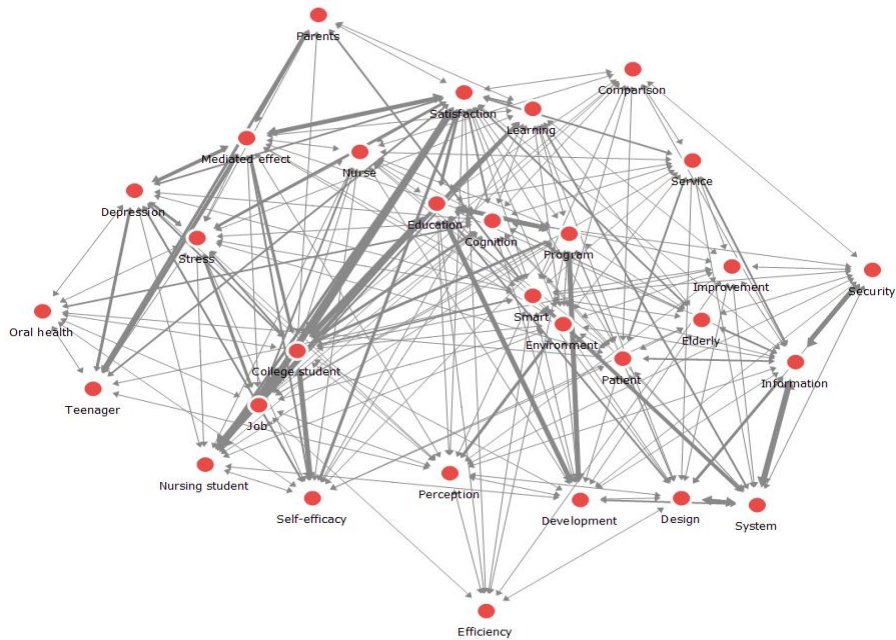 Parents
Comparison
Satisfaction
Learning
Mediated effect
Nurse
Service
Depression
Education
Cognition
Program
Stress
Improvement
Security
Oral health
Smart
Environment
Elderly
College student
Patient
Information
Teenager
Job
Nursing student
Perception
Self-efficacy
Development
Design
System
Efficiency